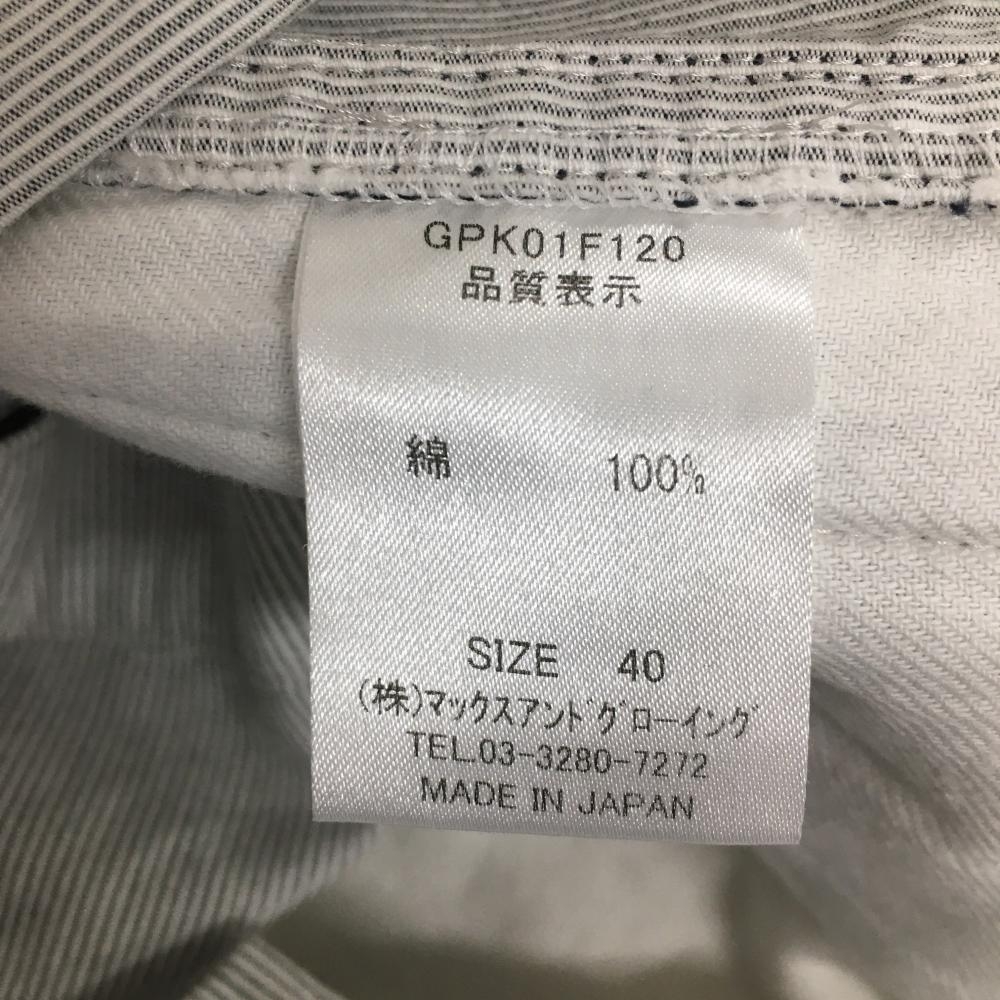 GPK01F120
品質表示
綿 100%
SIZE 40
(株)マックスアンドグローイング
TEL.03-3280-7272
MADE IN JAPAN